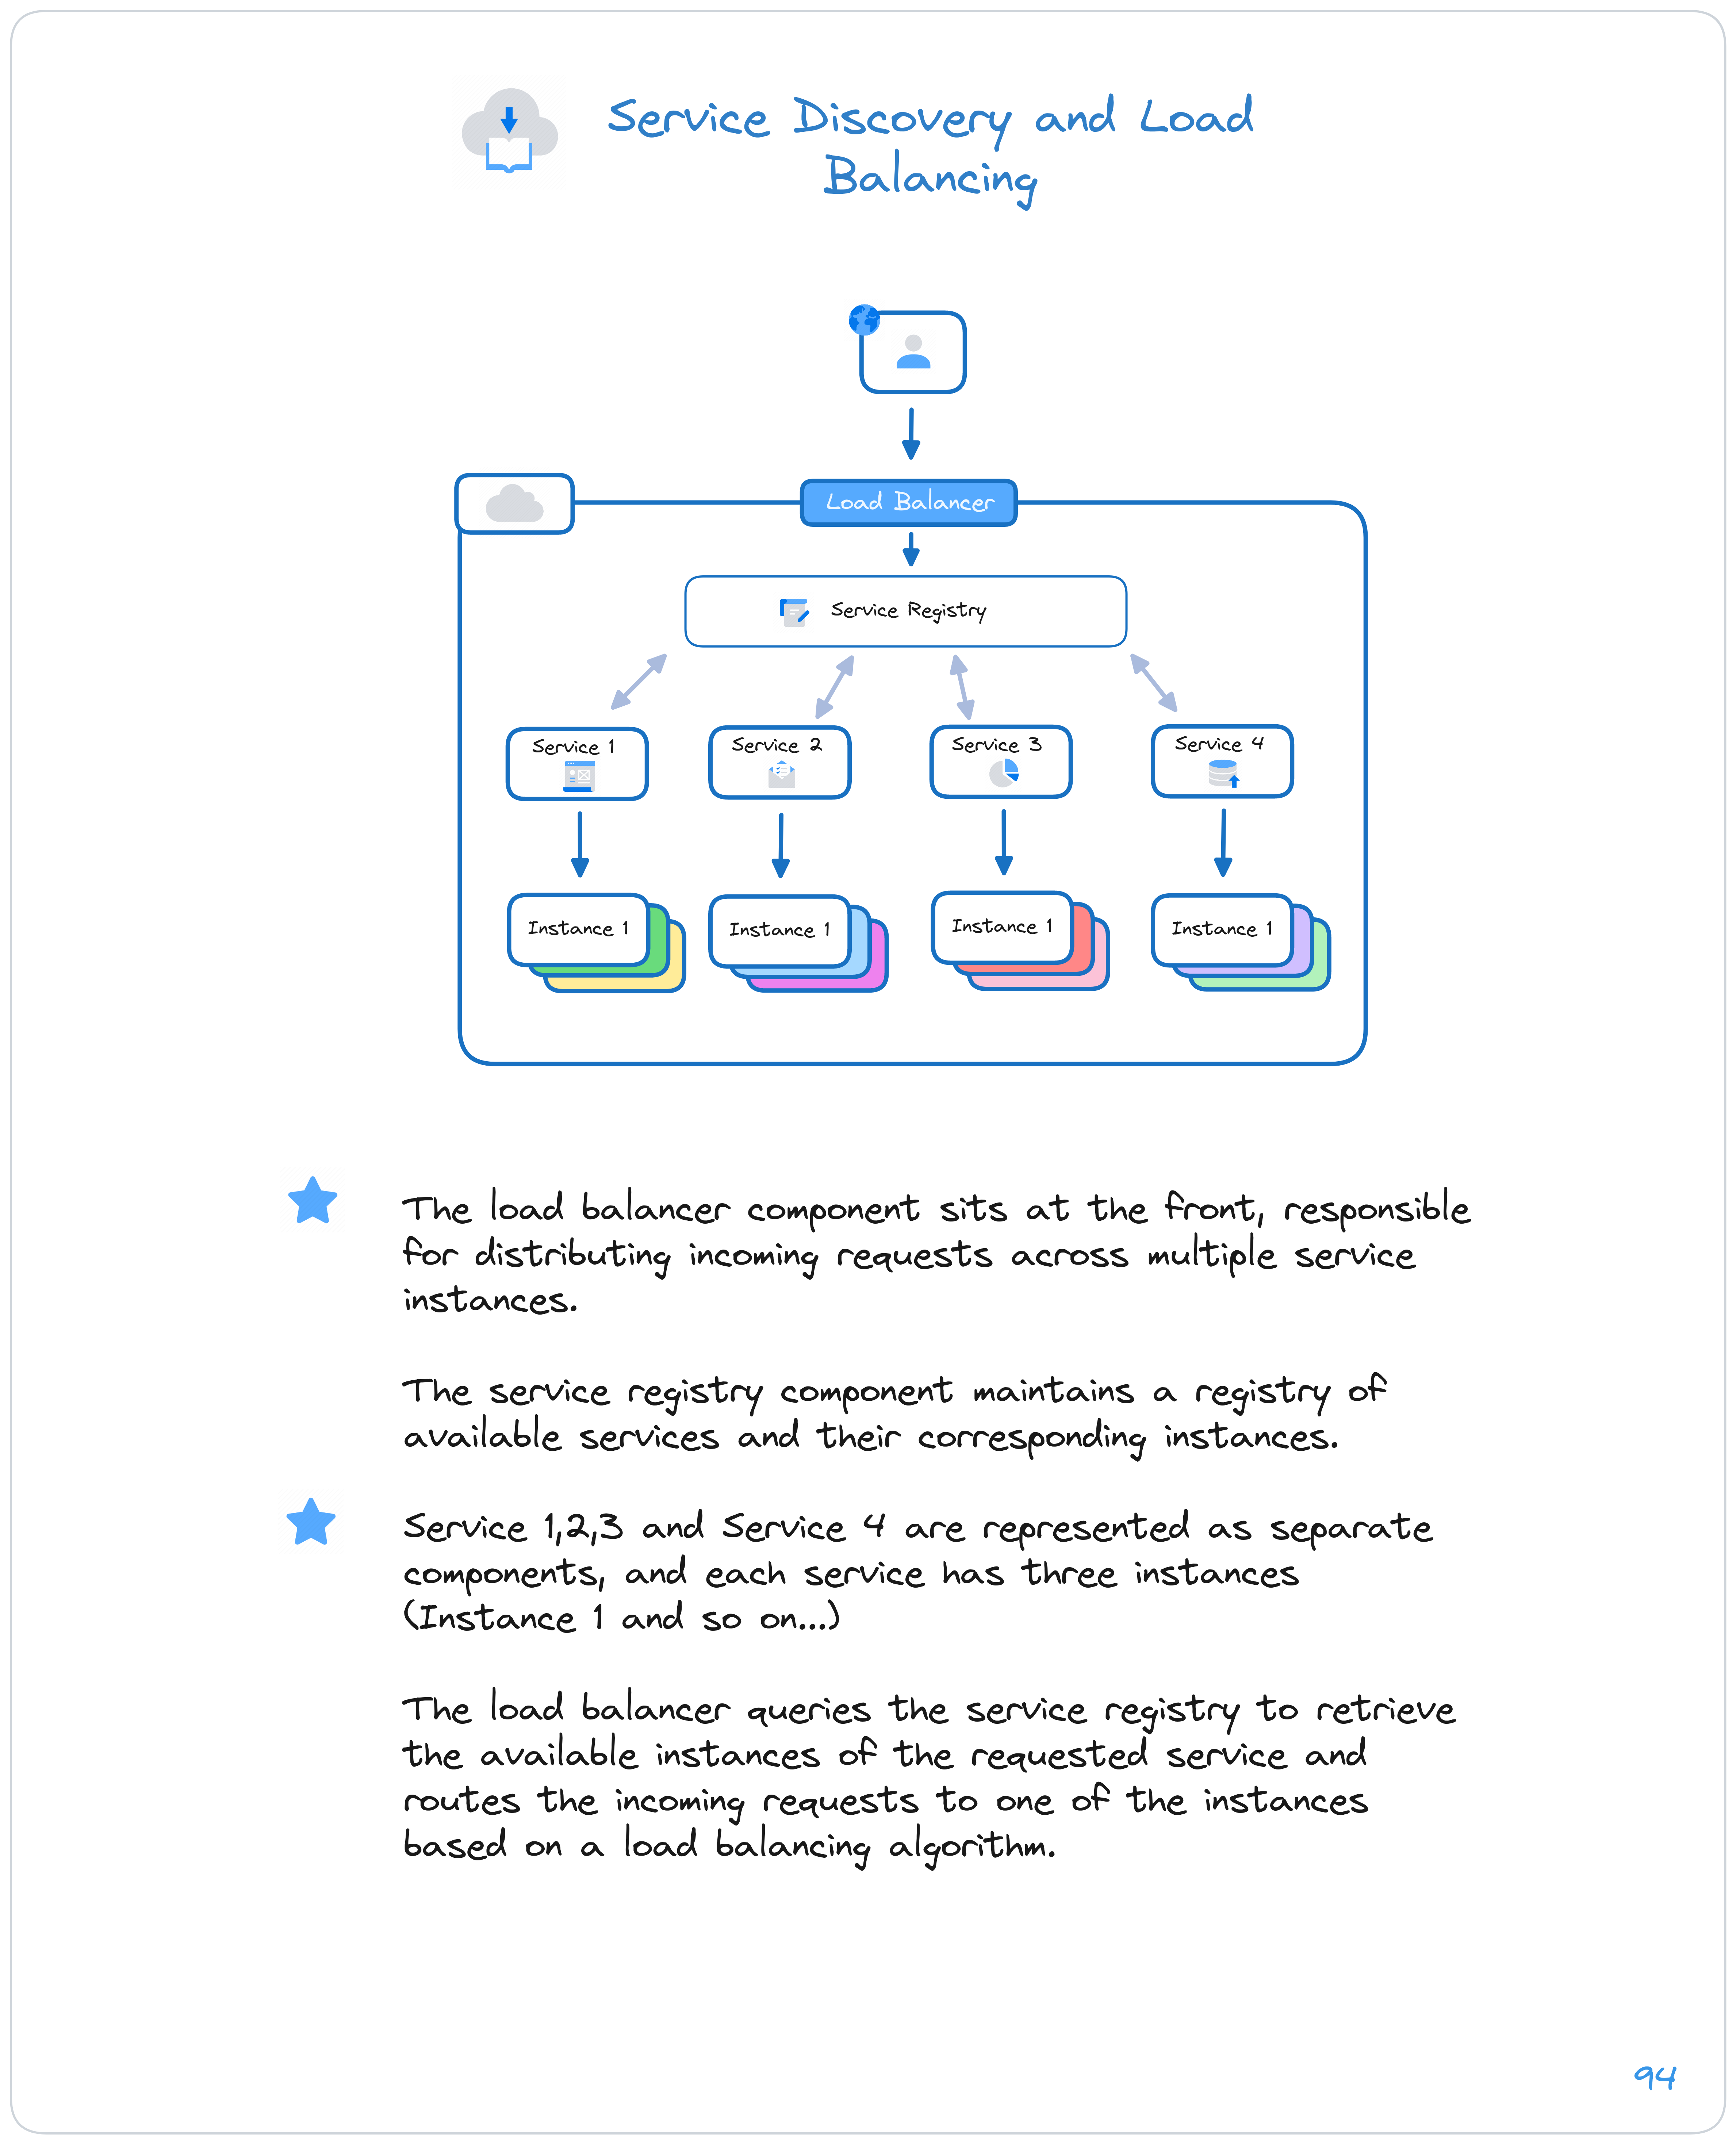 Service Discovery and Load
Balancing
Load Balancer
Service Registry
Service 1
Service 2
Service 3
Service 4
Instance 1
Instance 1
Instance 1
Instance 1
The load balancer component sits at the front, responsible
for distributing incoming requests across multiple service
instances.
The service registry component maintains a registry of
available services and their corresponding instances.
Service 1,2,3 and Service 4 are represented as separate
components, and each service has three instances
(Instance 1 and so on...)
The load balancer queries the service registry to retrieve
the available instances of the requested service and
routes the incoming requests to one of the instances
based on a load balancing algorithm.
94